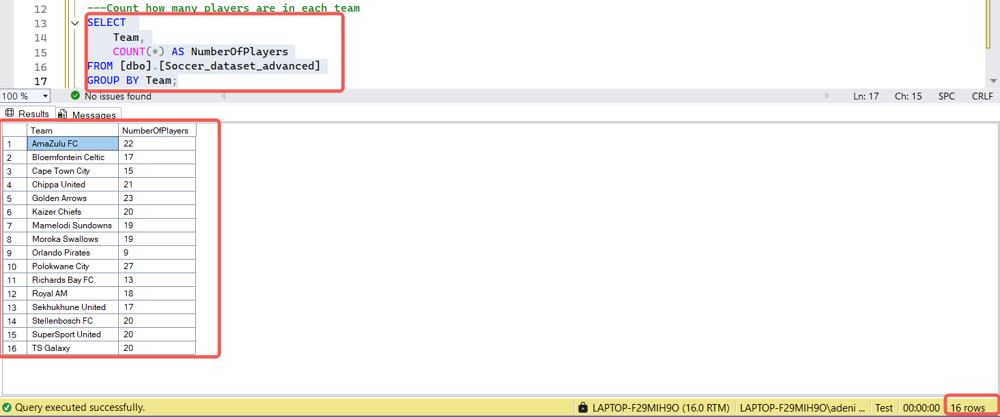 12 ---Count how many players are in each team
13 SELECT
14 Team,
15 COUNT(*) AS NumberOfPlayers
16 FROM [dbo].[Soccer_dataset_advanced]
17 GROUP BY Team;
100 % No issues found Ln: 17 Ch: 15 SPC CRLF
Results Messages
Team NumberOfPlayers
1 AmaZulu FC 22
2 Bloemfontein Celtic 17
3 Cape Town City 15
4 Chippa United 21
5 Golden Arrows 23
6 Kaizer Chiefs 20
7 Mamelodi Sundowns 19
8 Moroka Swallows 19
9 Orlando Pirates 9
10 Polokwane City 27
11 Richards Bay FC 13
12 Royal AM 18
13 Sekhukhune United 17
14 Stellenbosch FC 20
15 SuperSport United 20
16 TS Galaxy 20
Query executed successfully. LAPTOP-F29MIH9O (16.0 RTM) LAPTOP-F29MIH9O\adeni ... Test 00:00:00 16 rows